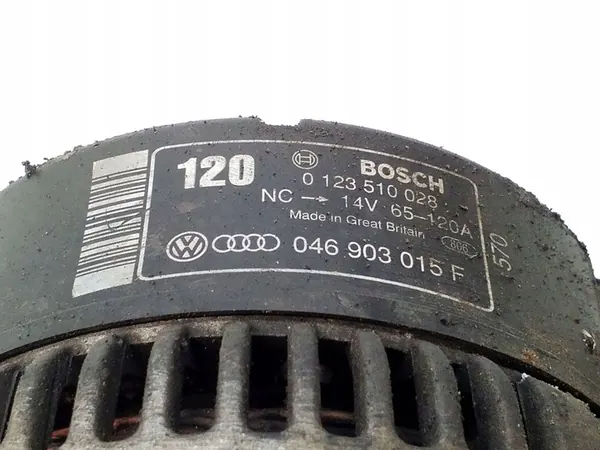 120
BOSCH
0 123 510 028
NC → 14V 65-120A
Made in Great Britain
046 903 015 F
570